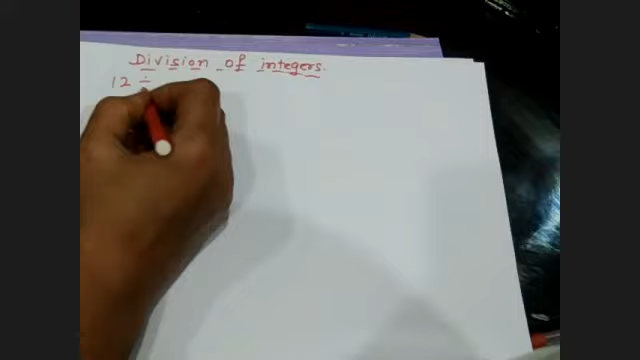 Division of integers.
12 ÷